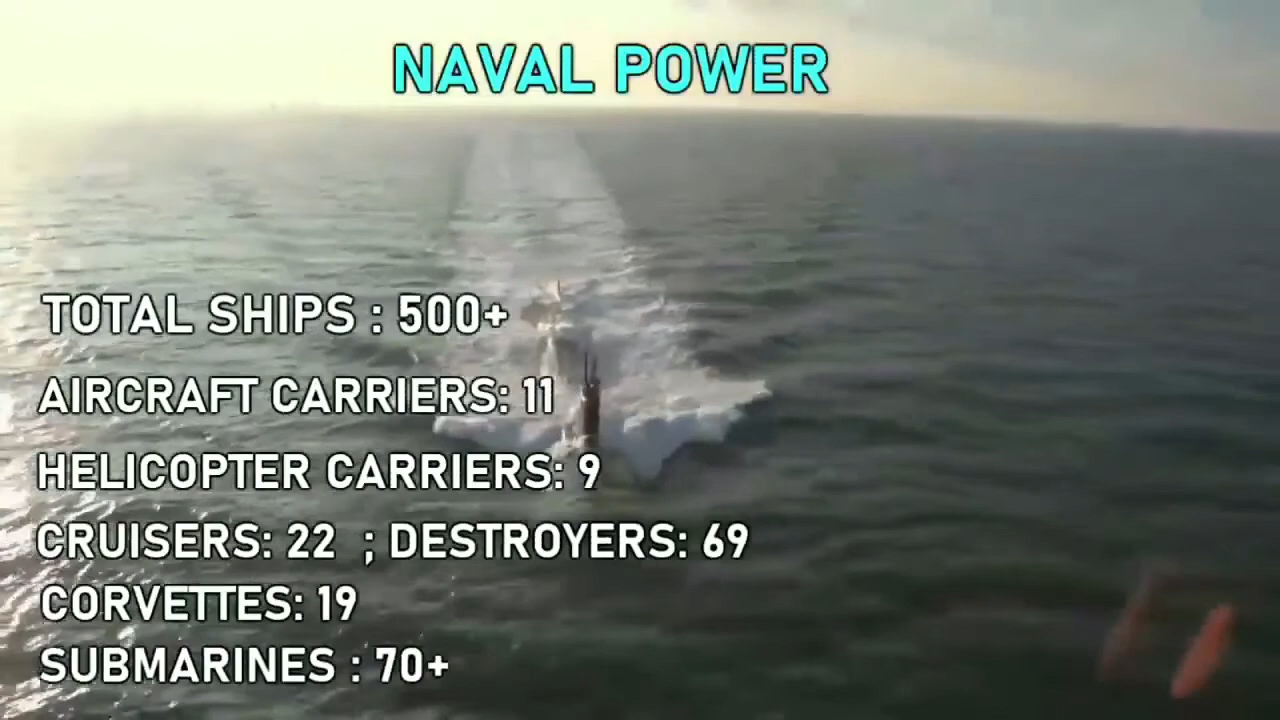 NAVAL POWER
TOTAL SHIPS : 500+
AIRCRAFT CARRIERS: 11
HELICOPTER CARRIERS: 9
CRUISERS: 22 ; DESTROYERS: 69
CORVETTES: 19
SUBMARINES : 70+